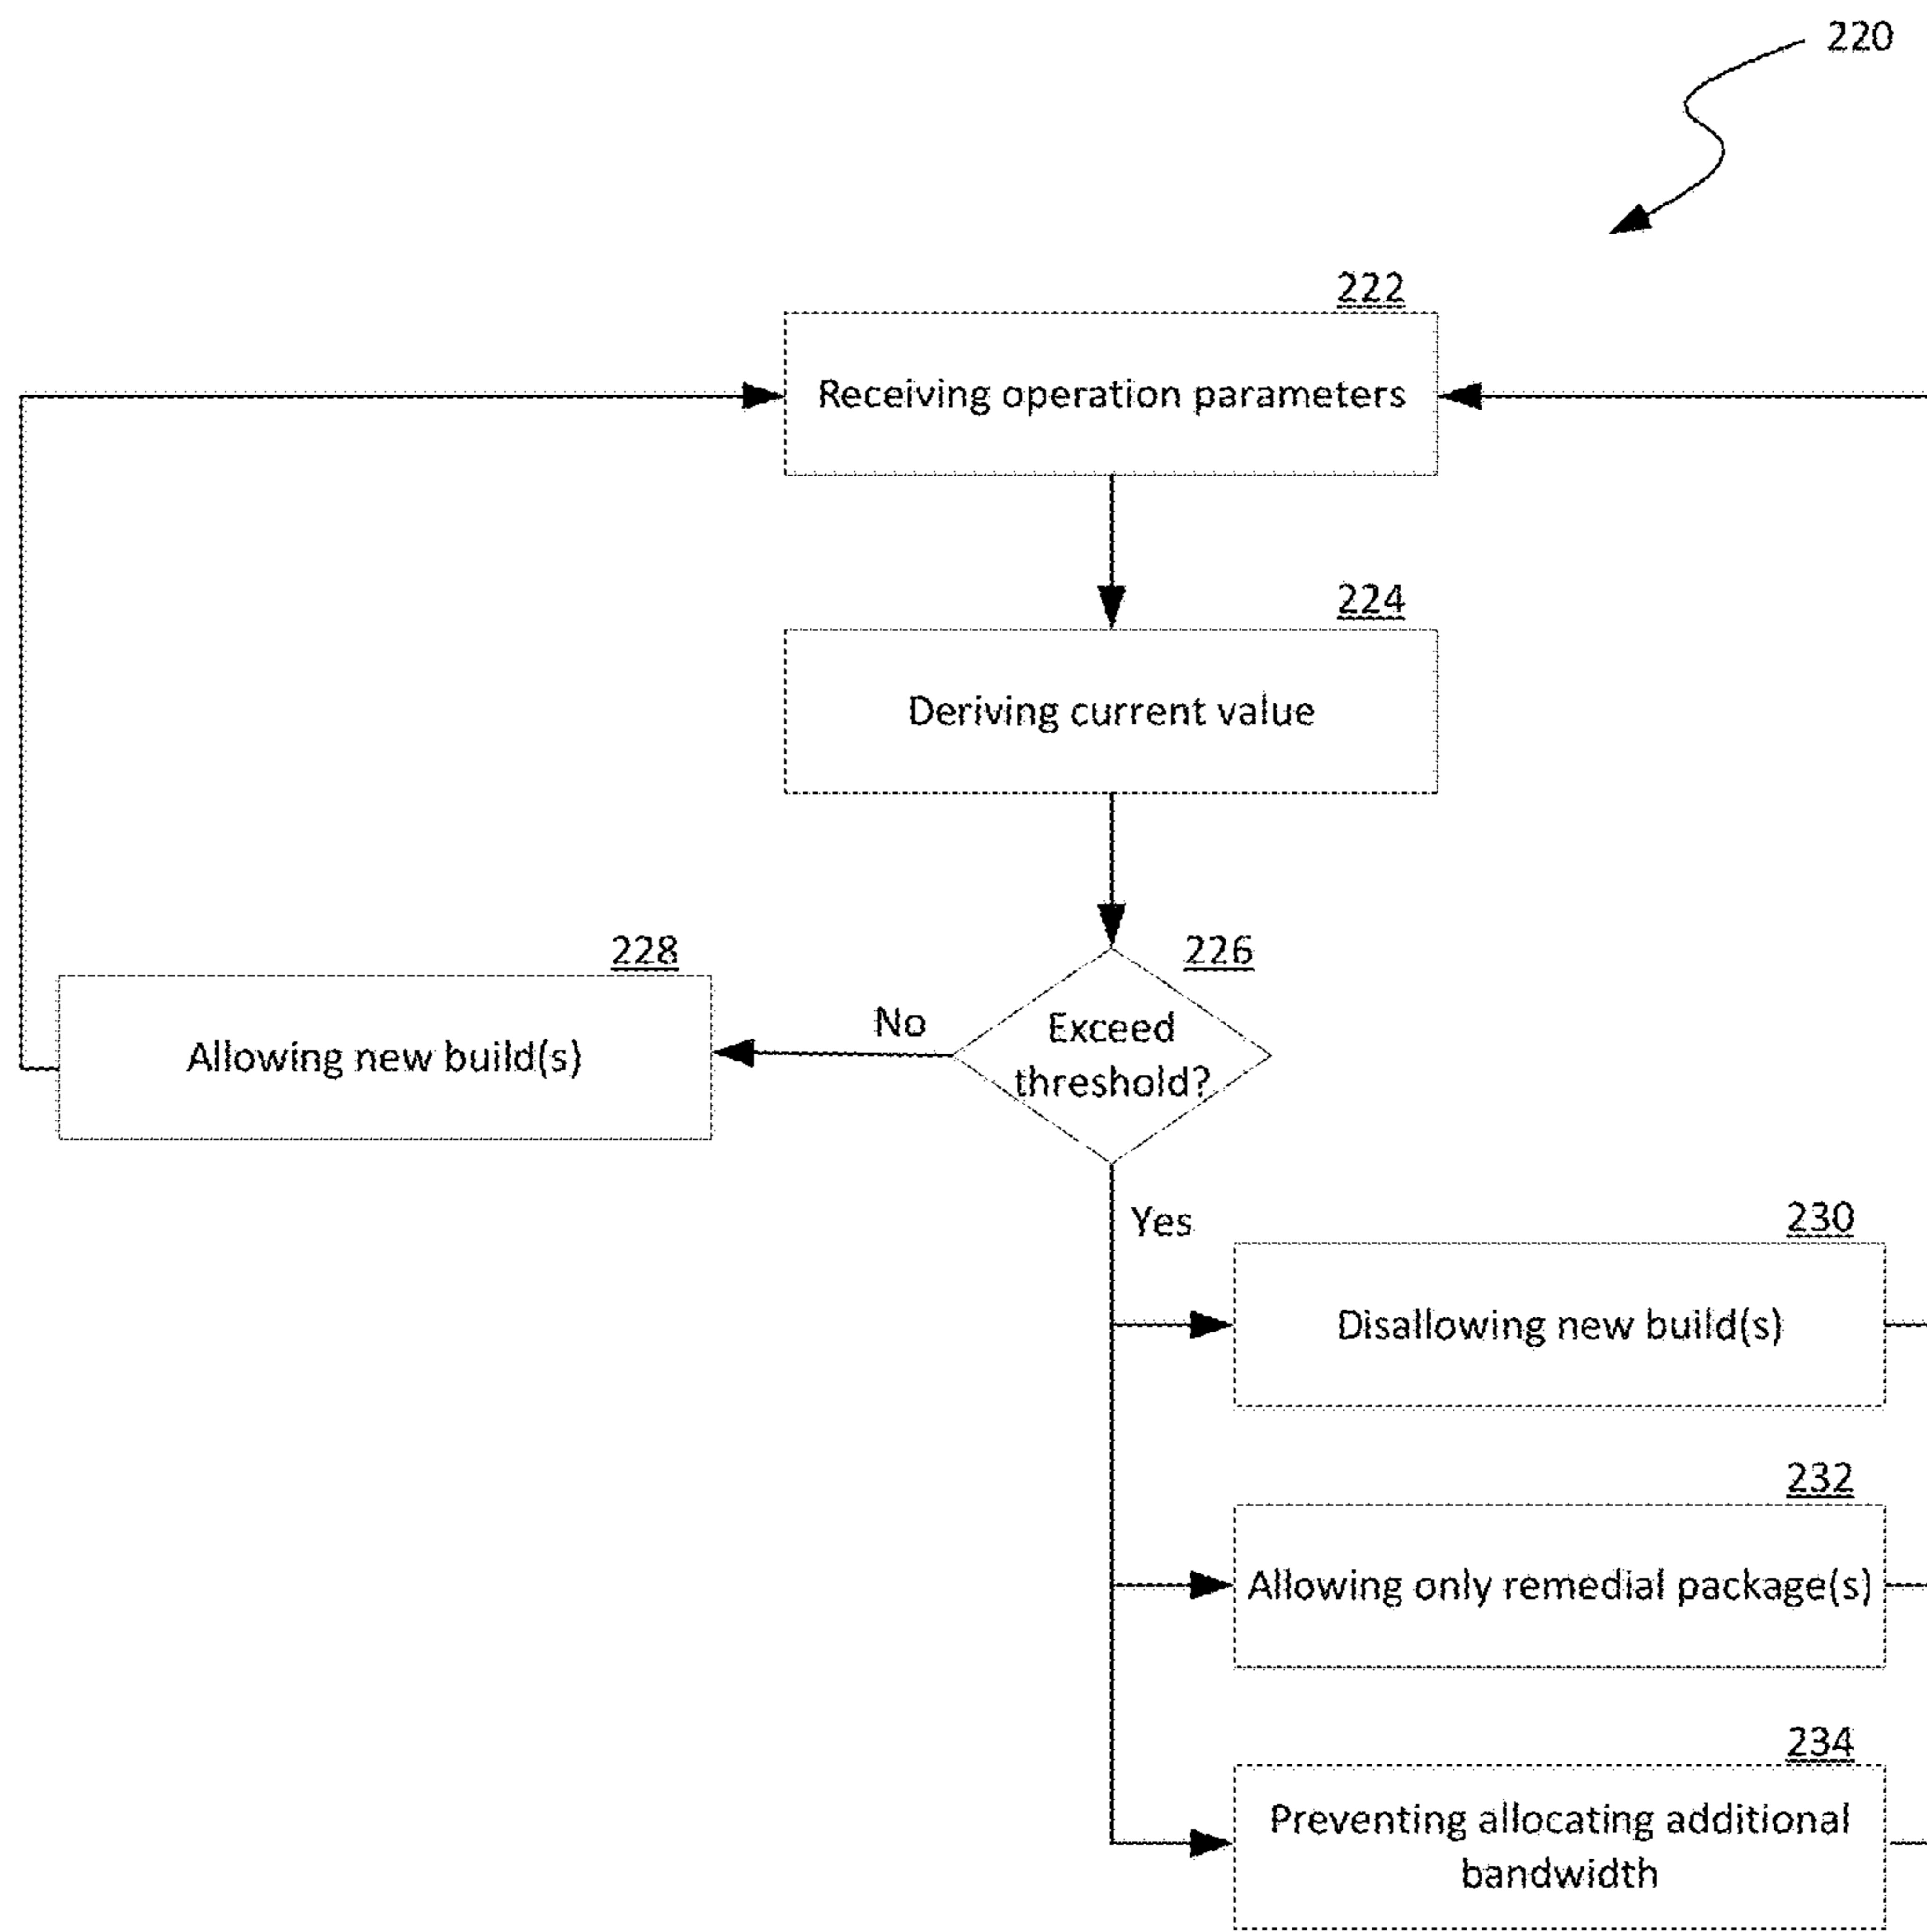 220
222
Receiving operation parameters
224
Deriving current value
226
Exceed
threshold?
No
228
Allowing new build(s)
Yes
230
Disallowing new build(s)
232
Allowing only remedial package(s)
234
Preventing allocating additional
bandwidth